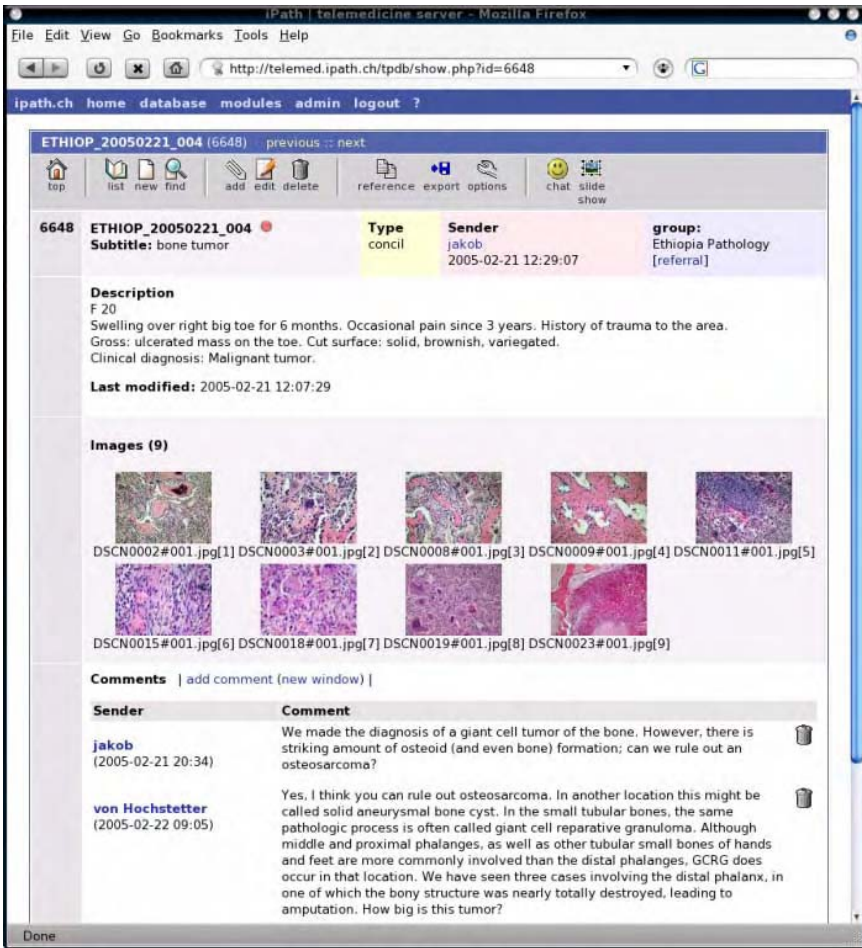 iPath | telemedicine server - Mozilla Firefox
File Edit View Go Bookmarks Tools Help
http://telemed.ipath.ch/tpdb/show.php?id=6648
G
ipath.ch home database modules admin logout ?
ETHIOP_20050221_004 (6648) previous :: next
top list new find add edit delete reference export options chat slide show
6648 ETHIOP_20050221_004 Type Sender group:
Subtitle: bone tumor concil jakob Ethiopia Pathology
2005-02-21 12:29:07 [referral]
Description
F 20
Swelling over right big toe for 6 months. Occasional pain since 3 years. History of trauma to the area.
Gross: ulcerated mass on the toe. Cut surface: solid, brownish, variegated.
Clinical diagnosis: Malignant tumor.
Last modified: 2005-02-21 12:07:29
Images (9)
DSCN0002#001.jpg[1] DSCN0003#001.jpg[2] DSCN0008#001.jpg[3] DSCN0009#001.jpg[4] DSCN0011#001.jpg[5]
DSCN0015#001.jpg[6] DSCN0018#001.jpg[7] DSCN0019#001.jpg[8] DSCN0023#001.jpg[9]
Comments | add comment (new window) |
Sender Comment
jakob
(2005-02-21 20:34)
We made the diagnosis of a giant cell tumor of the bone. However, there is
striking amount of osteoid (and even bone) formation; can we rule out an
osteosarcoma?
von Hochstetter
(2005-02-22 09:05)
Yes, I think you can rule out osteosarcoma. In another location this might be
called solid aneurysmal bone cyst. In the small tubular bones, the same
pathologic process is often called giant cell reparative granuloma. Although
middle and proximal phalanges, as well as other tubular small bones of hands
and feet are more commonly involved than the distal phalanges, GCRG does
occur in that location. We have seen three cases involving the distal phalanx, in
one of which the bony structure was nearly totally destroyed, leading to
amputation. How big is this tumor?
Done